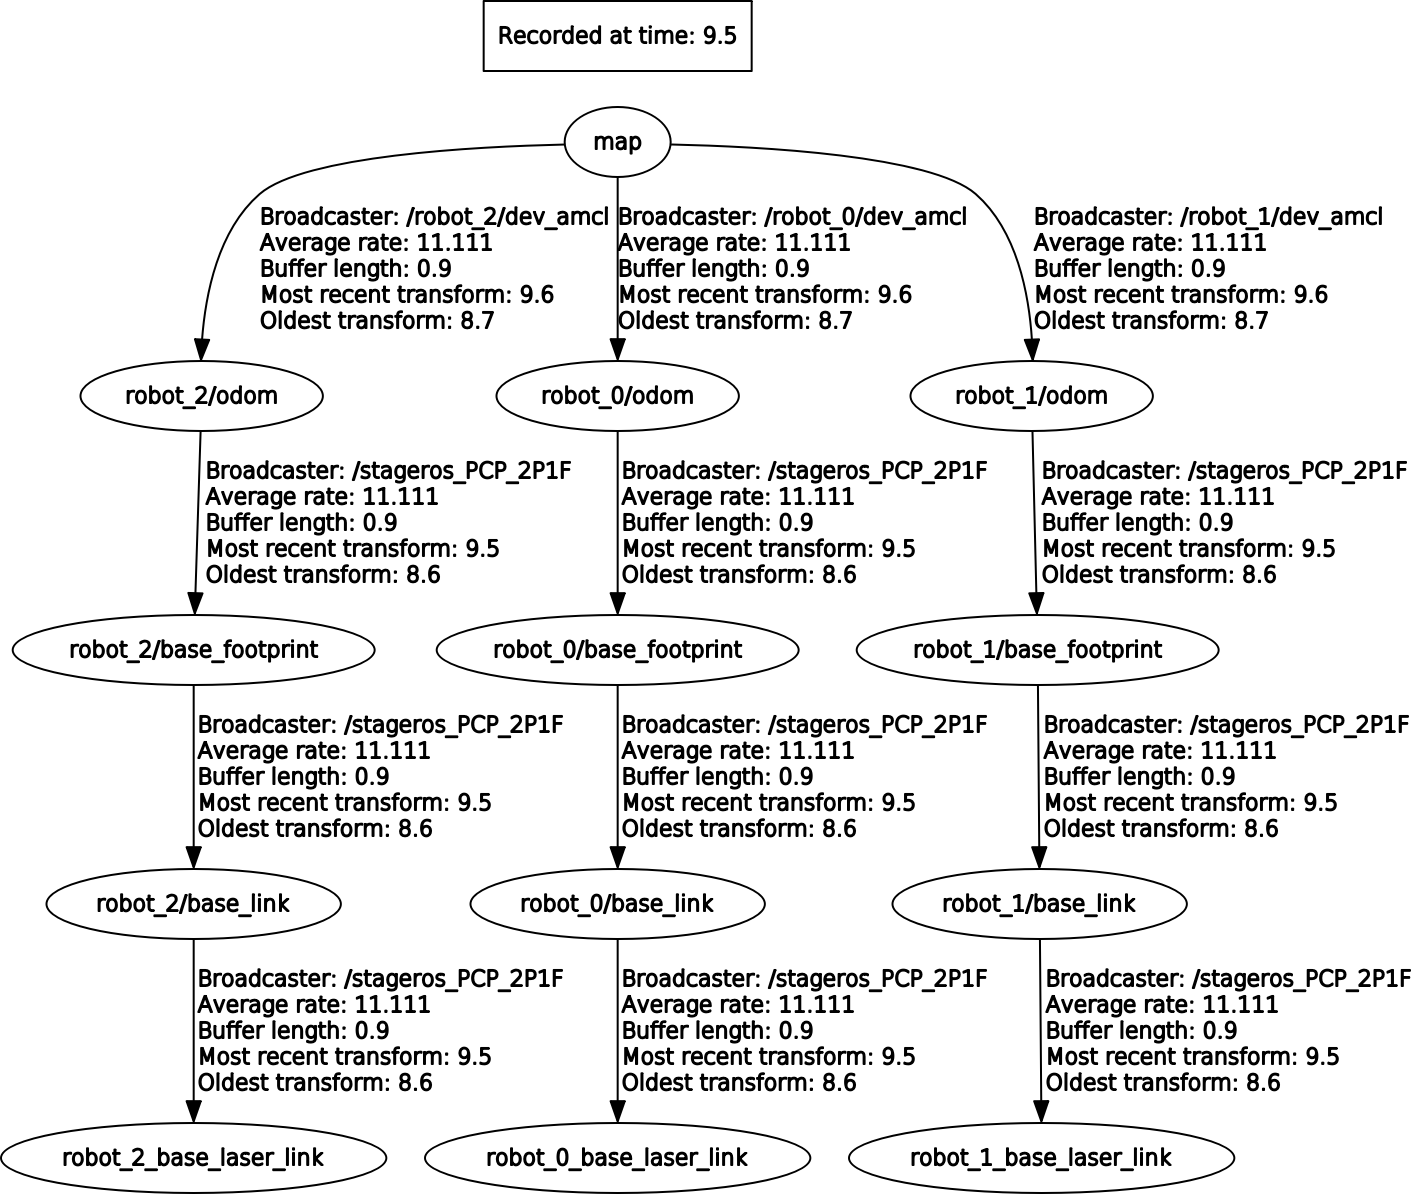 Recorded at time: 9.5
map
Broadcaster: /robot_2/dev_amcl
Average rate: 11.111
Buffer length: 0.9
Most recent transform: 9.6
Oldest transform: 8.7
Broadcaster: /robot_0/dev_amcl
Average rate: 11.111
Buffer length: 0.9
Most recent transform: 9.6
Oldest transform: 8.7
Broadcaster: /robot_1/dev_amcl
Average rate: 11.111
Buffer length: 0.9
Most recent transform: 9.6
Oldest transform: 8.7
robot_2/odom
robot_0/odom
robot_1/odom
Broadcaster: /stageros_PCP_2P1F
Average rate: 11.111
Buffer length: 0.9
Most recent transform: 9.5
Oldest transform: 8.6
Broadcaster: /stageros_PCP_2P1F
Average rate: 11.111
Buffer length: 0.9
Most recent transform: 9.5
Oldest transform: 8.6
Broadcaster: /stageros_PCP_2P1F
Average rate: 11.111
Buffer length: 0.9
Most recent transform: 9.5
Oldest transform: 8.6
robot_2/base_footprint
robot_0/base_footprint
robot_1/base_footprint
Broadcaster: /stageros_PCP_2P1F
Average rate: 11.111
Buffer length: 0.9
Most recent transform: 9.5
Oldest transform: 8.6
Broadcaster: /stageros_PCP_2P1F
Average rate: 11.111
Buffer length: 0.9
Most recent transform: 9.5
Oldest transform: 8.6
Broadcaster: /stageros_PCP_2P1F
Average rate: 11.111
Buffer length: 0.9
Most recent transform: 9.5
Oldest transform: 8.6
robot_2/base_link
robot_0/base_link
robot_1/base_link
Broadcaster: /stageros_PCP_2P1F
Average rate: 11.111
Buffer length: 0.9
Most recent transform: 9.5
Oldest transform: 8.6
Broadcaster: /stageros_PCP_2P1F
Average rate: 11.111
Buffer length: 0.9
Most recent transform: 9.5
Oldest transform: 8.6
Broadcaster: /stageros_PCP_2P1F
Average rate: 11.111
Buffer length: 0.9
Most recent transform: 9.5
Oldest transform: 8.6
robot_2_base_laser_link
robot_0_base_laser_link
robot_1_base_laser_link